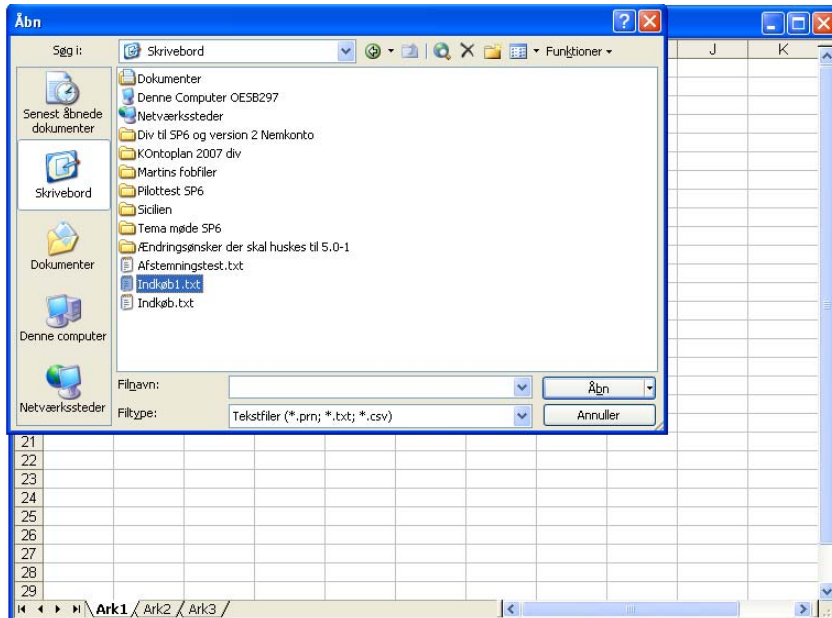 Åbn
Søg i:
Skrivebord
Funktioner
J K
Senest åbnede
dokumenter
Skrivebord
Dokumenter
Denne computer
Netværkssteder
Dokumenter
Denne Computer OESB297
Netværkssteder
Div til SP6 og version 2 Nemkonto
KOntoplan 2007 div
Martins fobfiler
Pilottest SP6
Sicilien
Tema møde SP6
Ændringsønsker der skal huskes til 5.0-1
Afstemningstest.txt
Indkøb1.txt
Indkøb.txt
Filnavn:
Åbn
Filtype:
Tekstfiler (*.prn; *.txt; *.csv)
Annuller
21
22
23
24
25
26
27
28
29
Ark1 / Ark2 / Ark3 /